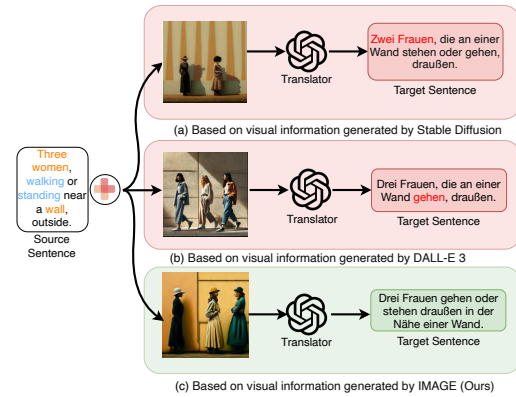 Three
women,
walking or
standing near
a wall,
outside.
Source
Sentence
Translator
Zwei Frauen, die an einer
Wand stehen oder gehen,
draußen.
Target Sentence
(a) Based on visual information generated by Stable Diffusion
Translator
Drei Frauen, die an einer
Wand gehen, draußen.
Target Sentence
(b) Based on visual information generated by DALL-E 3
Translator
Drei Frauen gehen oder
stehen draußen in der
Nähe einer Wand.
Target Sentence
(c) Based on visual information generated by IMAGE (Ours)